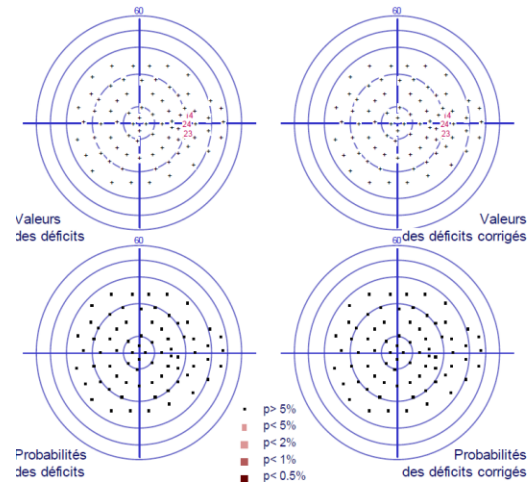 60
60
14
24
23
14
24
23
Valeurs
des déficits
Valeurs
des déficits corrigés
60
60
p> 5%
p< 5%
p< 2%
p< 1%
p< 0.5%
Probabilités
des déficits
Probabilités
des déficits corrigés